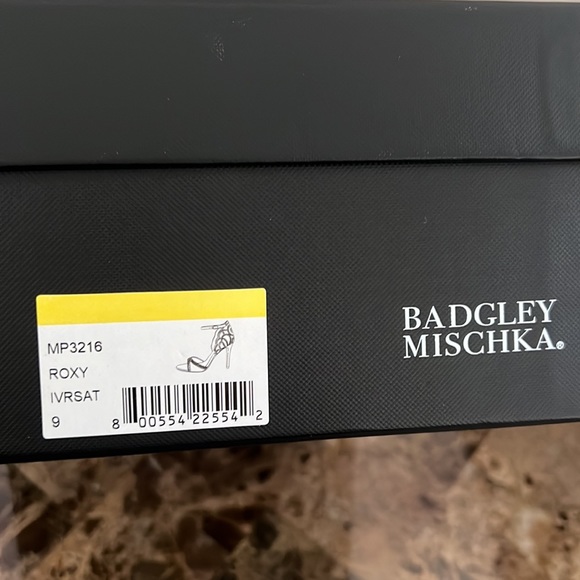 MP3216
ROXY
IVRSAT
9
8 00554 22554 2
BADGLEY
MISCHKA®